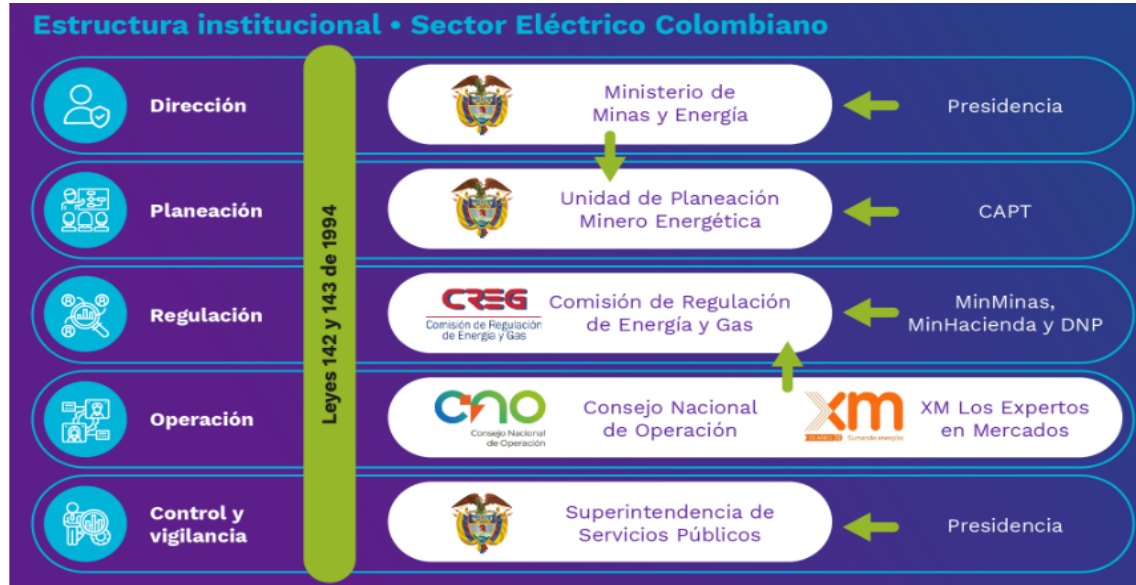 Estructura institucional • Sector Eléctrico Colombiano
Leyes 142 y 143 de 1994
Dirección
Ministerio de
Minas y Energía
Presidencia
Planeación
Unidad de Planeación
Minero Energética
CAPT
Regulación
CREG
Comisión de Regulación
de Energía y Gas
Comisión de Regulación
de Energía y Gas
MinMinas,
MinHacienda y DNP
Operación
cno
Consejo Nacional
de Operación
Consejo Nacional
de Operación
xm
Sumando energías
XM Los Expertos
en Mercados
Control y
vigilancia
Superintendencia de
Servicios Públicos
Presidencia